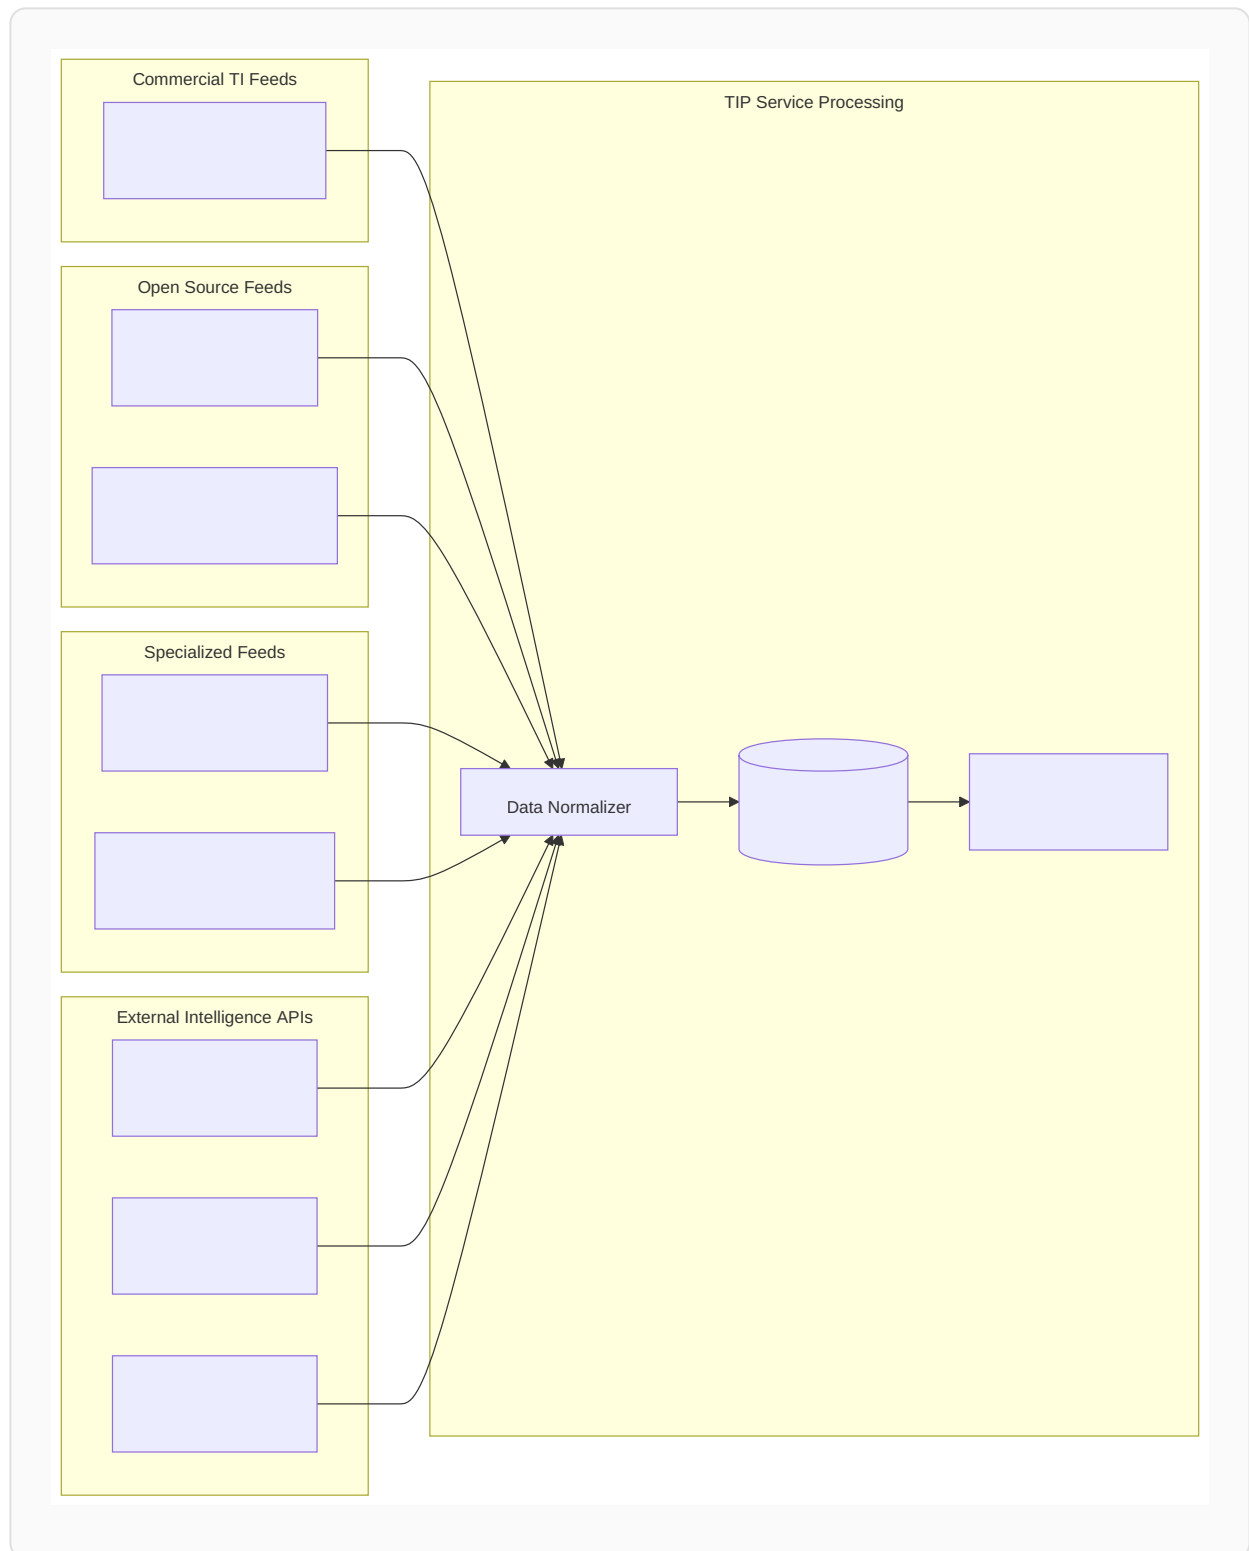 Commercial TI Feeds
TIP Service Processing
Open Source Feeds
Specialized Feeds
Data Normalizer
External Intelligence APIs